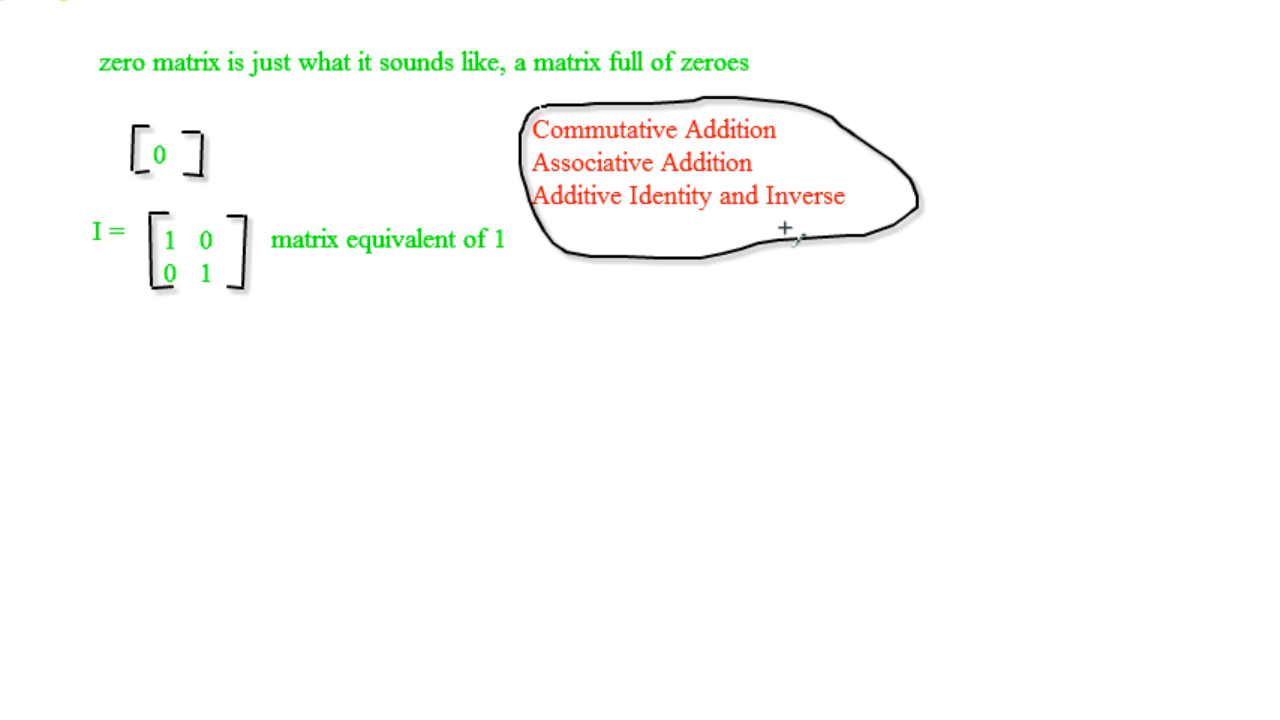 zero matrix is just what it sounds like, a matrix full of zeroes
[ 0 ]
Commutative Addition
Associative Addition
Additive Identity and Inverse
I = [ 1 0
0 1 ] matrix equivalent of 1